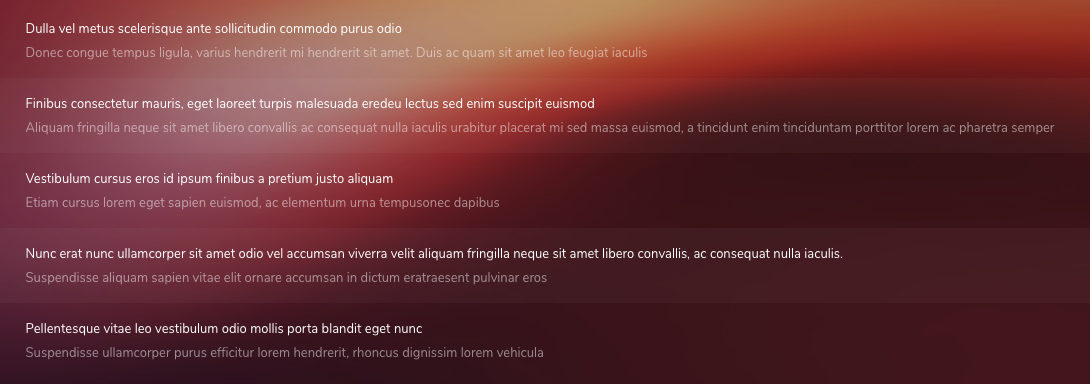 Dulla vel metus scelerisque ante sollicitudin commodo purus odio
Donec congue tempus ligula, varius hendrerit mi hendrerit sit amet. Duis ac quam sit amet leo feugiat iaculis
Finibus consectetur mauris, eget laoreet turpis malesuada eredeu lectus sed enim suscipit euismod
Aliquam fringilla neque sit amet libero convallis ac consequat nulla iaculis urabitur placerat mi sed massa euismod, a tincidunt enim tinciduntam porttitor lorem ac pharetra semper
Vestibulum cursus eros id ipsum finibus a pretium justo aliquam
Etiam cursus lorem eget sapien euismod, ac elementum urna tempusonec dapibus
Nunc erat nunc ullamcorper sit amet odio vel accumsan viverra velit aliquam fringilla neque sit amet libero convallis, ac consequat nulla iaculis.
Suspendisse aliquam sapien vitae elit ornare accumsan in dictum eratraesent pulvinar eros
Pellentesque vitae leo vestibulum odio mollis porta blandit eget nunc
Suspendisse ullamcorper purus efficitur lorem hendrerit, rhoncus dignissim lorem vehicula